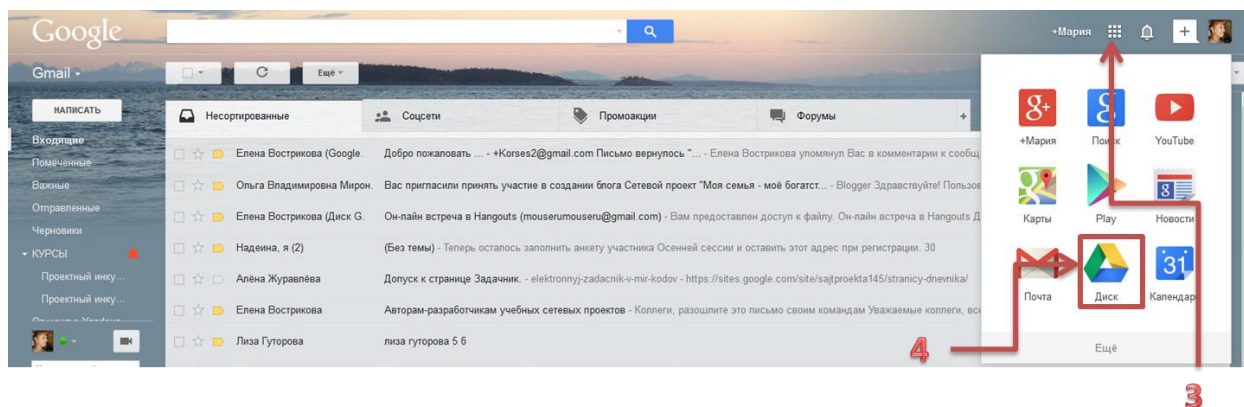 Google
+Мария
Gmail
Ещё
НАПИСАТЬ
Несортированные Соцсети Промоакции Форумы +
Входящие
Помеченные
Важные
Отправленные
Черновики
КУРСЫ
Проектный инку...
Проектный инку...
Елена Вострикова (Google. Добро пожаловать ... - +Korses2@gmail.com Письмо вернулось "... - Елена Вострикова упомянул Вас в комментарии к сообщ
Ольга Владимировна Мирон. Вас пригласили принять участие в создании блога Сетевой проект "Моя семья - моё богатст... - Blogger Здравствуйте! Пользов
Елена Вострикова (Диск G. Он-лайн встреча в Hangouts (mouserumouseru@gmail.com) - Вам предоставлен доступ к файлу. Он-лайн встреча в Hangouts Д
Надеина, я (2) (Без темы) - Теперь осталось заполнить анкету участника Осенней сессии и оставить этот адрес при регистрации. 30
Алёна Журавлёва Допуск к странице Задачник. - elektronnyj-zadacnik-v-mir-kodov - https://sites.google.com/site/sajtproekta145/stranicy-dnevnika/
Елена Вострикова Авторам-разработчикам учебных сетевых проектов - Коллеги, разошлите это письмо своим командам Уважаемые коллеги, все
Лиза Гуторова лиза гуторова 5 6
+Мария Поиск YouTube
Карты Play Новости
31
Почта Диск Календарь
Ещё
4
3